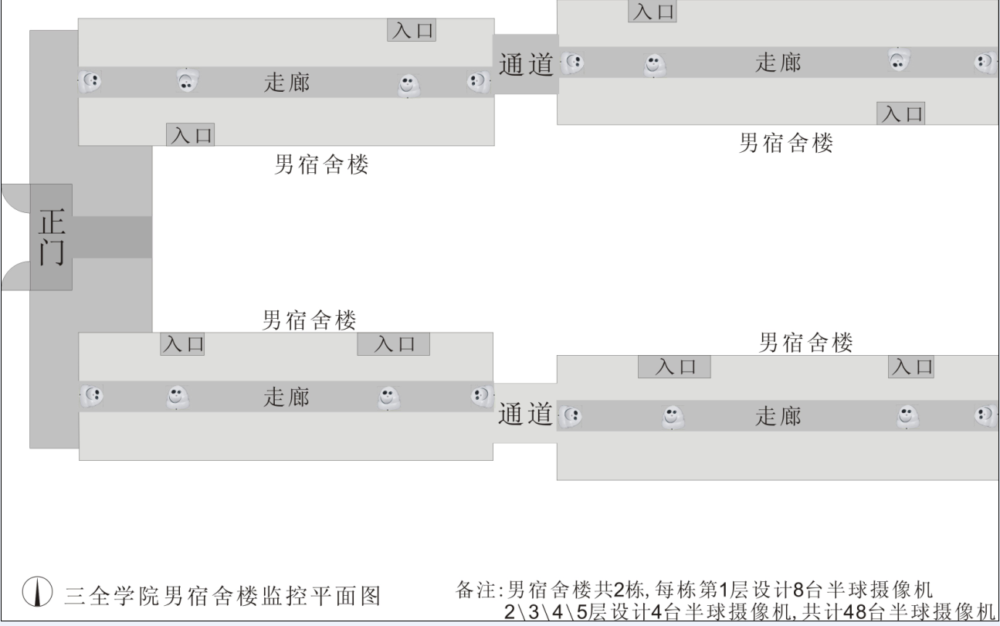 入口
入口
通道
走廊
走廊
入口
入口
男宿舍楼
男宿舍楼
正门
男宿舍楼
男宿舍楼
入口
入口
入口
入口
走廊
通道
走廊
三全学院男宿舍楼监控平面图
备注:男宿舍楼共2栋,每栋第1层设计8台半球摄像机
2\3\4\5层设计4台半球摄像机,共计48台半球摄像机